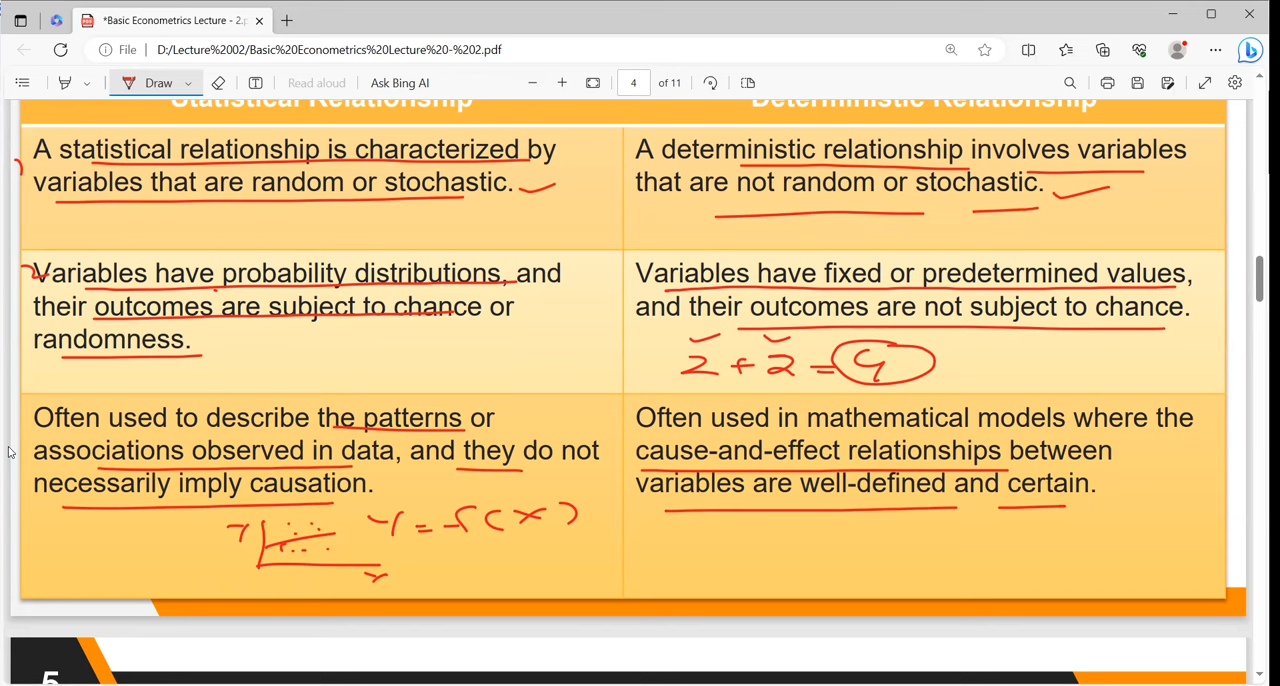 *Basic Econometrics Lecture - 2.p
File
D:/Lecture%2002/Basic%20Econometrics%20Lecture%20-%202.pdf
Draw
Read aloud
Ask Bing AI
4
of 11
Statistical Relationship
Deterministic Relationship
A statistical relationship is characterized by
variables that are random or stochastic.
A deterministic relationship involves variables
that are not random or stochastic.
Variables have probability distributions, and
their outcomes are subject to chance or
randomness.
Variables have fixed or predetermined values,
and their outcomes are not subject to chance.
2 + 2 = 4
Often used to describe the patterns or
associations observed in data, and they do not
necessarily imply causation.
Y = f(X)
Y
Often used in mathematical models where the
cause-and-effect relationships between
variables are well-defined and certain.
5